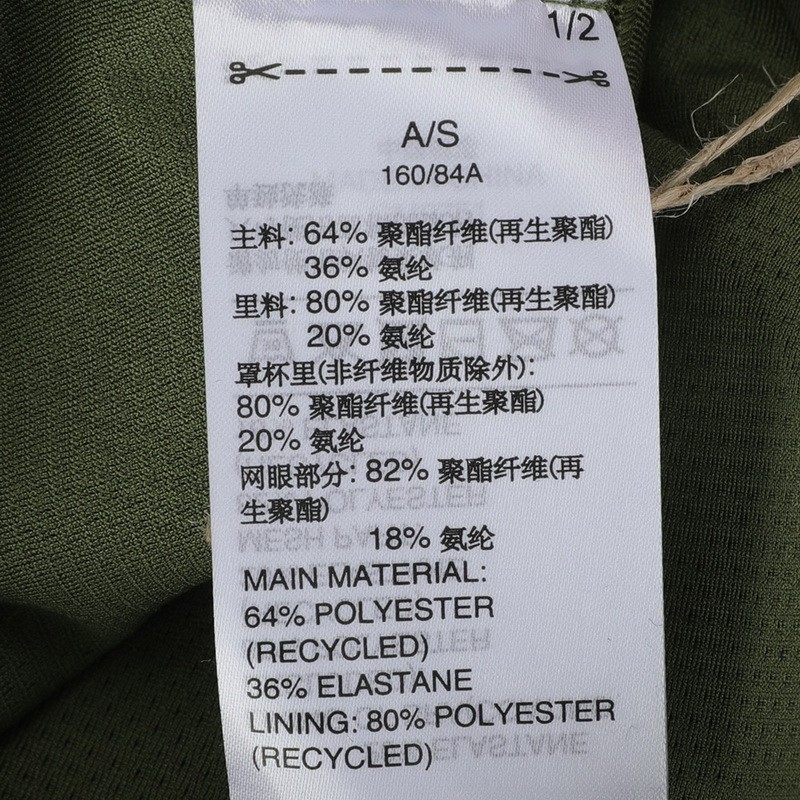 1/2
A/S
160/84A
主料: 64% 聚酯纤维(再生聚酯)
36% 氨纶
里料: 80% 聚酯纤维(再生聚酯)
20% 氨纶
罩杯里(非纤维物质除外):
80% 聚酯纤维(再生聚酯)
20% 氨纶
网眼部分: 82% 聚酯纤维(再
生聚酯)
18% 氨纶
MAIN MATERIAL:
64% POLYESTER
(RECYCLED)
36% ELASTANE
LINING: 80% POLYESTER
(RECYCLED)